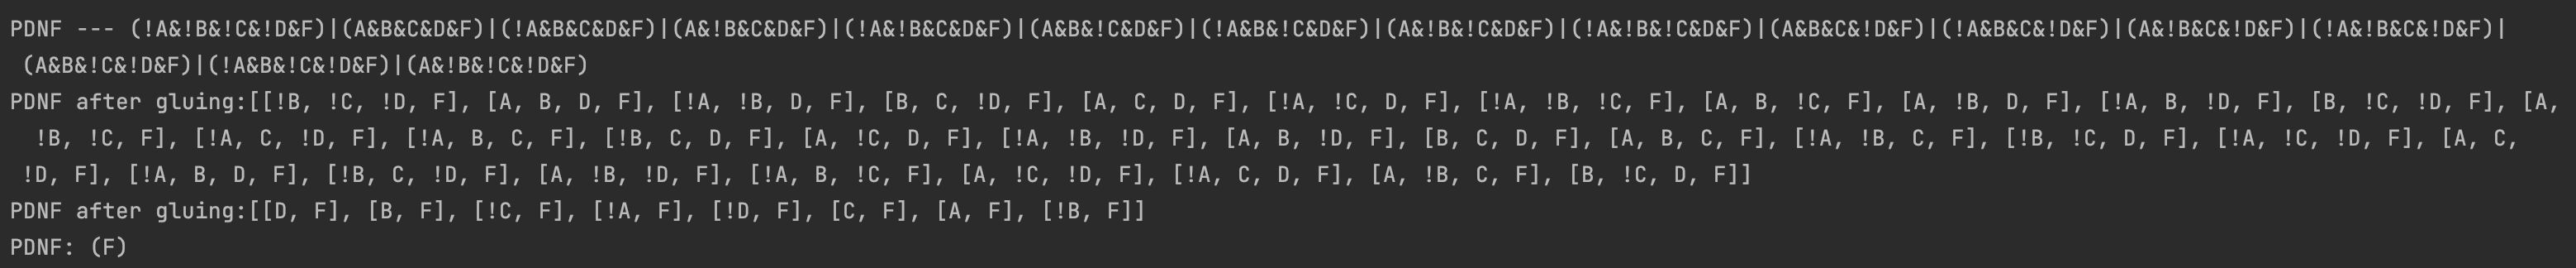 PDNF --- (!A&!B&!C&!D&F)|(A&B&C&D&F)|(!A&B&C&D&F)|(A&!B&C&D&F)|(!A&!B&C&D&F)|(A&B&!C&D&F)|(!A&B&!C&D&F)|(A&!B&!C&D&F)|(!A&!B&!C&D&F)|(A&B&C&!D&F)|(!A&B&C&!D&F)|(A&!B&C&!D&F)|(!A&!B&C&!D&F)|
(A&B&!C&!D&F)|(!A&B&!C&!D&F)|(A&!B&!C&!D&F)
PDNF after gluing:[[!B, !C, !D, F], [A, B, D, F], [!A, !B, D, F], [B, C, !D, F], [A, C, D, F], [!A, !C, D, F], [!A, !B, !C, F], [A, B, !C, F], [A, !B, D, F], [!A, B, !D, F], [B, !C, !D, F], [A,
!B, !C, F], [!A, C, !D, F], [!A, B, C, F], [!B, C, D, F], [A, !C, D, F], [!A, !B, !D, F], [A, B, !D, F], [B, C, D, F], [A, B, C, F], [!A, !B, C, F], [!B, !C, D, F], [!A, !C, !D, F], [A, C,
!D, F], [!A, B, D, F], [!B, C, !D, F], [A, !B, !D, F], [!A, B, !C, F], [A, !C, !D, F], [!A, C, D, F], [A, !B, C, F], [B, !C, D, F]]
PDNF after gluing:[[D, F], [B, F], [!C, F], [!A, F], [!D, F], [C, F], [A, F], [!B, F]]
PDNF: (F)